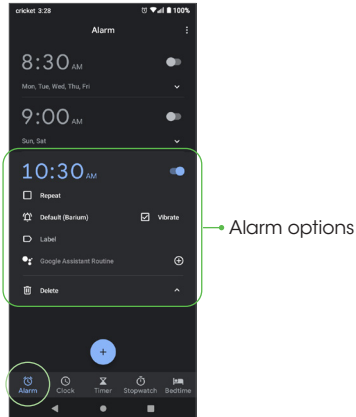 cricket 3:28 100%
Alarm
8:30 AM
Mon, Tue, Wed, Thu, Fri
9:00 AM
Sun, Sat
10:30 AM
Repeat
Default (Barium) Vibrate
Label
Google Assistant Routine
Delete
Alarm options
Alarm Clock Timer Stopwatch Bedtime